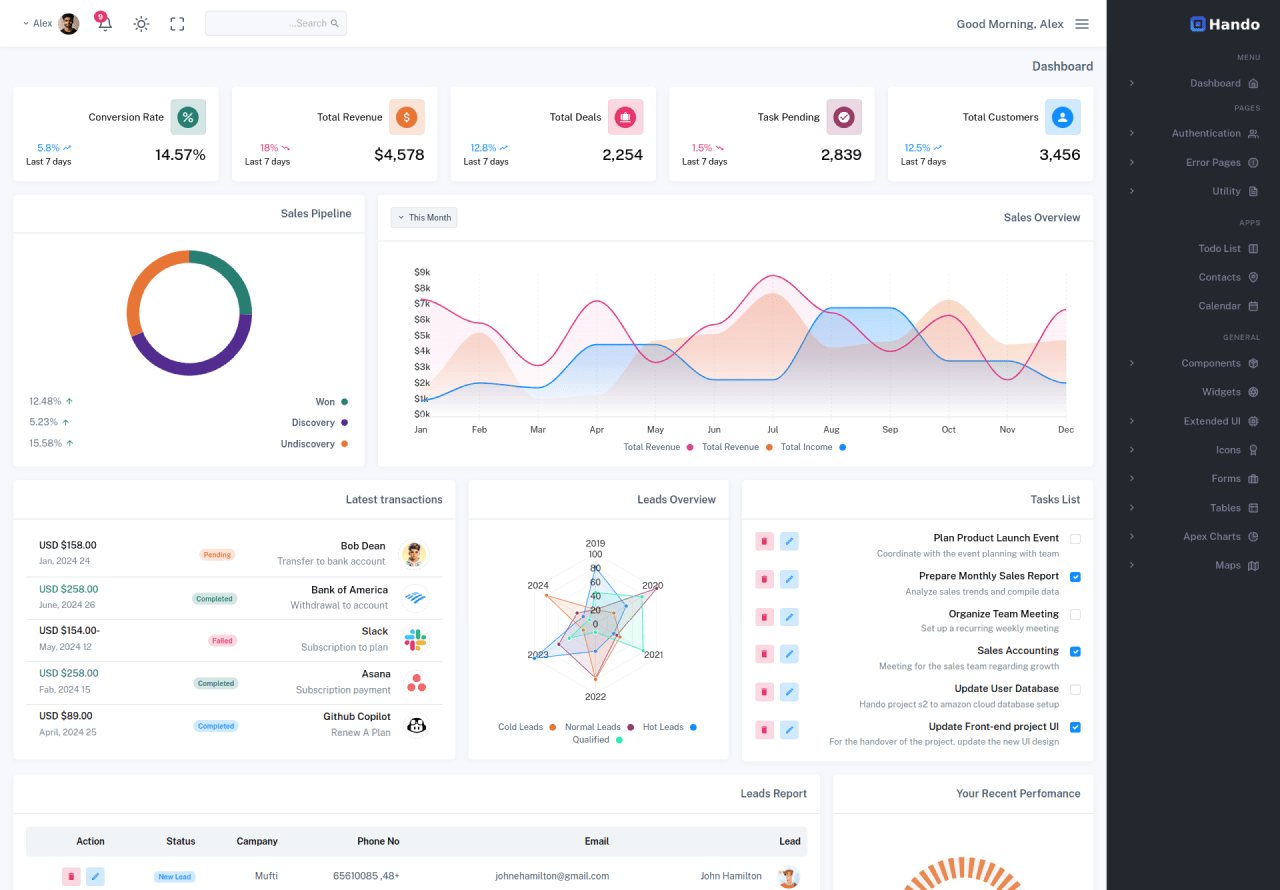 Hando
MENU
Dashboard
PAGES
Authentication
Error Pages
Utility
APPS
Todo List
Contacts
Calendar
GENERAL
Components
Widgets
Extended UI
Icons
Forms
Tables
Apex Charts
Maps
Good Morning, Alex
...Search
9
Alex
Dashboard
Total Customers
3,456
12.5%
Last 7 days
Task Pending
2,839
1.5%
Last 7 days
Total Deals
2,254
12.8%
Last 7 days
Total Revenue
$4,578
18%
Last 7 days
Conversion Rate
14.57%
5.8%
Last 7 days
Sales Overview
This Month
$9k
$8k
$7k
$6k
$5k
$4k
$3k
$2k
$1k
$0k
Jan Feb Mar Apr May Jun Jul Aug Sep Oct Nov Dec
Total Revenue Total Revenue Total Income
Sales Pipeline
Won 12.48%
Discovery 5.23%
Undiscovery 15.58%
Tasks List
Plan Product Launch Event
Coordinate with the event planning with team
Prepare Monthly Sales Report
Analyze sales trends and compile data
Organize Team Meeting
Set up a recurring weekly meeting
Sales Accounting
Meeting for the sales team regarding growth
Update User Database
Hando project s2 to amazon cloud database setup
Update Front-end project UI
For the handover of the project, update the new UI design
Leads Overview
2019
100
80
60
40
20
0
2020
2021
2022
2023
2024
Cold Leads Normal Leads Hot Leads
Qualified
Latest transactions
Bob Dean
Transfer to bank account
Pending
USD $158.00
Jan, 2024 24
Bank of America
Withdrawal to account
Completed
USD $258.00
June, 2024 26
Slack
Subscription to plan
Failed
USD $154.00-
May, 2024 12
Asana
Subscription payment
Completed
USD $258.00
Fab, 2024 15
Github Copilot
Renew A Plan
Completed
USD $89.00
April, 2024 25
Your Recent Perfomance
Leads Report
Action Status Company Phone No Email Lead
New Lead Mufti 65610085 ,48+ johnehamilton@gmail.com John Hamilton